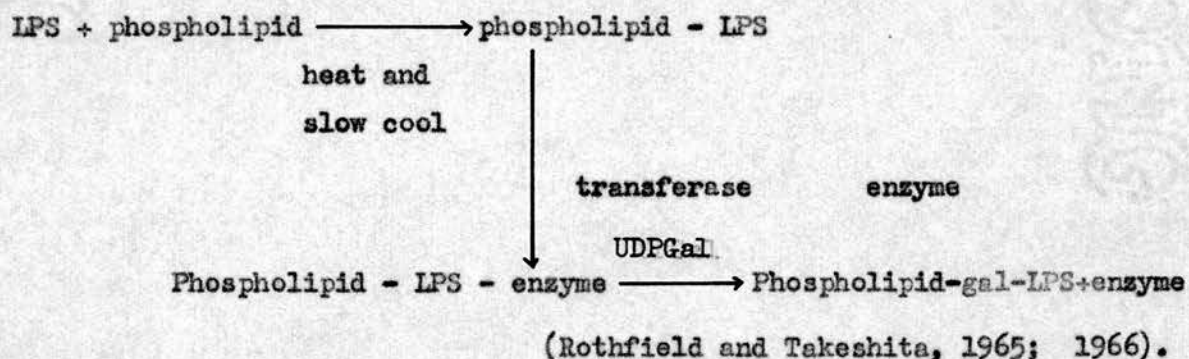 LPS + phospholipid ⟶ phospholipid - LPS
heat and
slow cool
transferase enzyme
UDPGal
Phospholipid - LPS - enzyme ⟶ Phospholipid-gal-LPS+enzyme
(Rothfield and Takeshita, 1965; 1966).